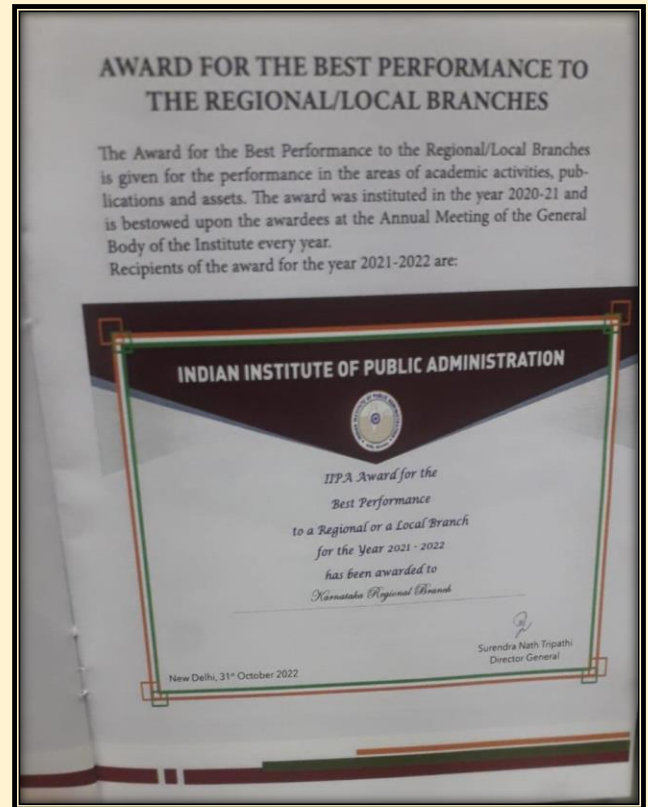 AWARD FOR THE BEST PERFORMANCE TO
THE REGIONAL/LOCAL BRANCHES
The Award for the Best Performance to the Regional/Local Branches
is given for the performance in the areas of academic activities, pub-
lications and assets. The award was instituted in the year 2020-21 and
is bestowed upon the awardees at the Annual Meeting of the General
Body of the Institute every year.
Recipients of the award for the year 2021-2022 are:
INDIAN INSTITUTE OF PUBLIC ADMINISTRATION
IIPA Award for the
Best Performance
to a Regional or a Local Branch
for the Year 2021 - 2022
has been awarded to
Karnataka Regional Branch
Surendra Nath Tripathi
Director General
New Delhi, 31st October 2022